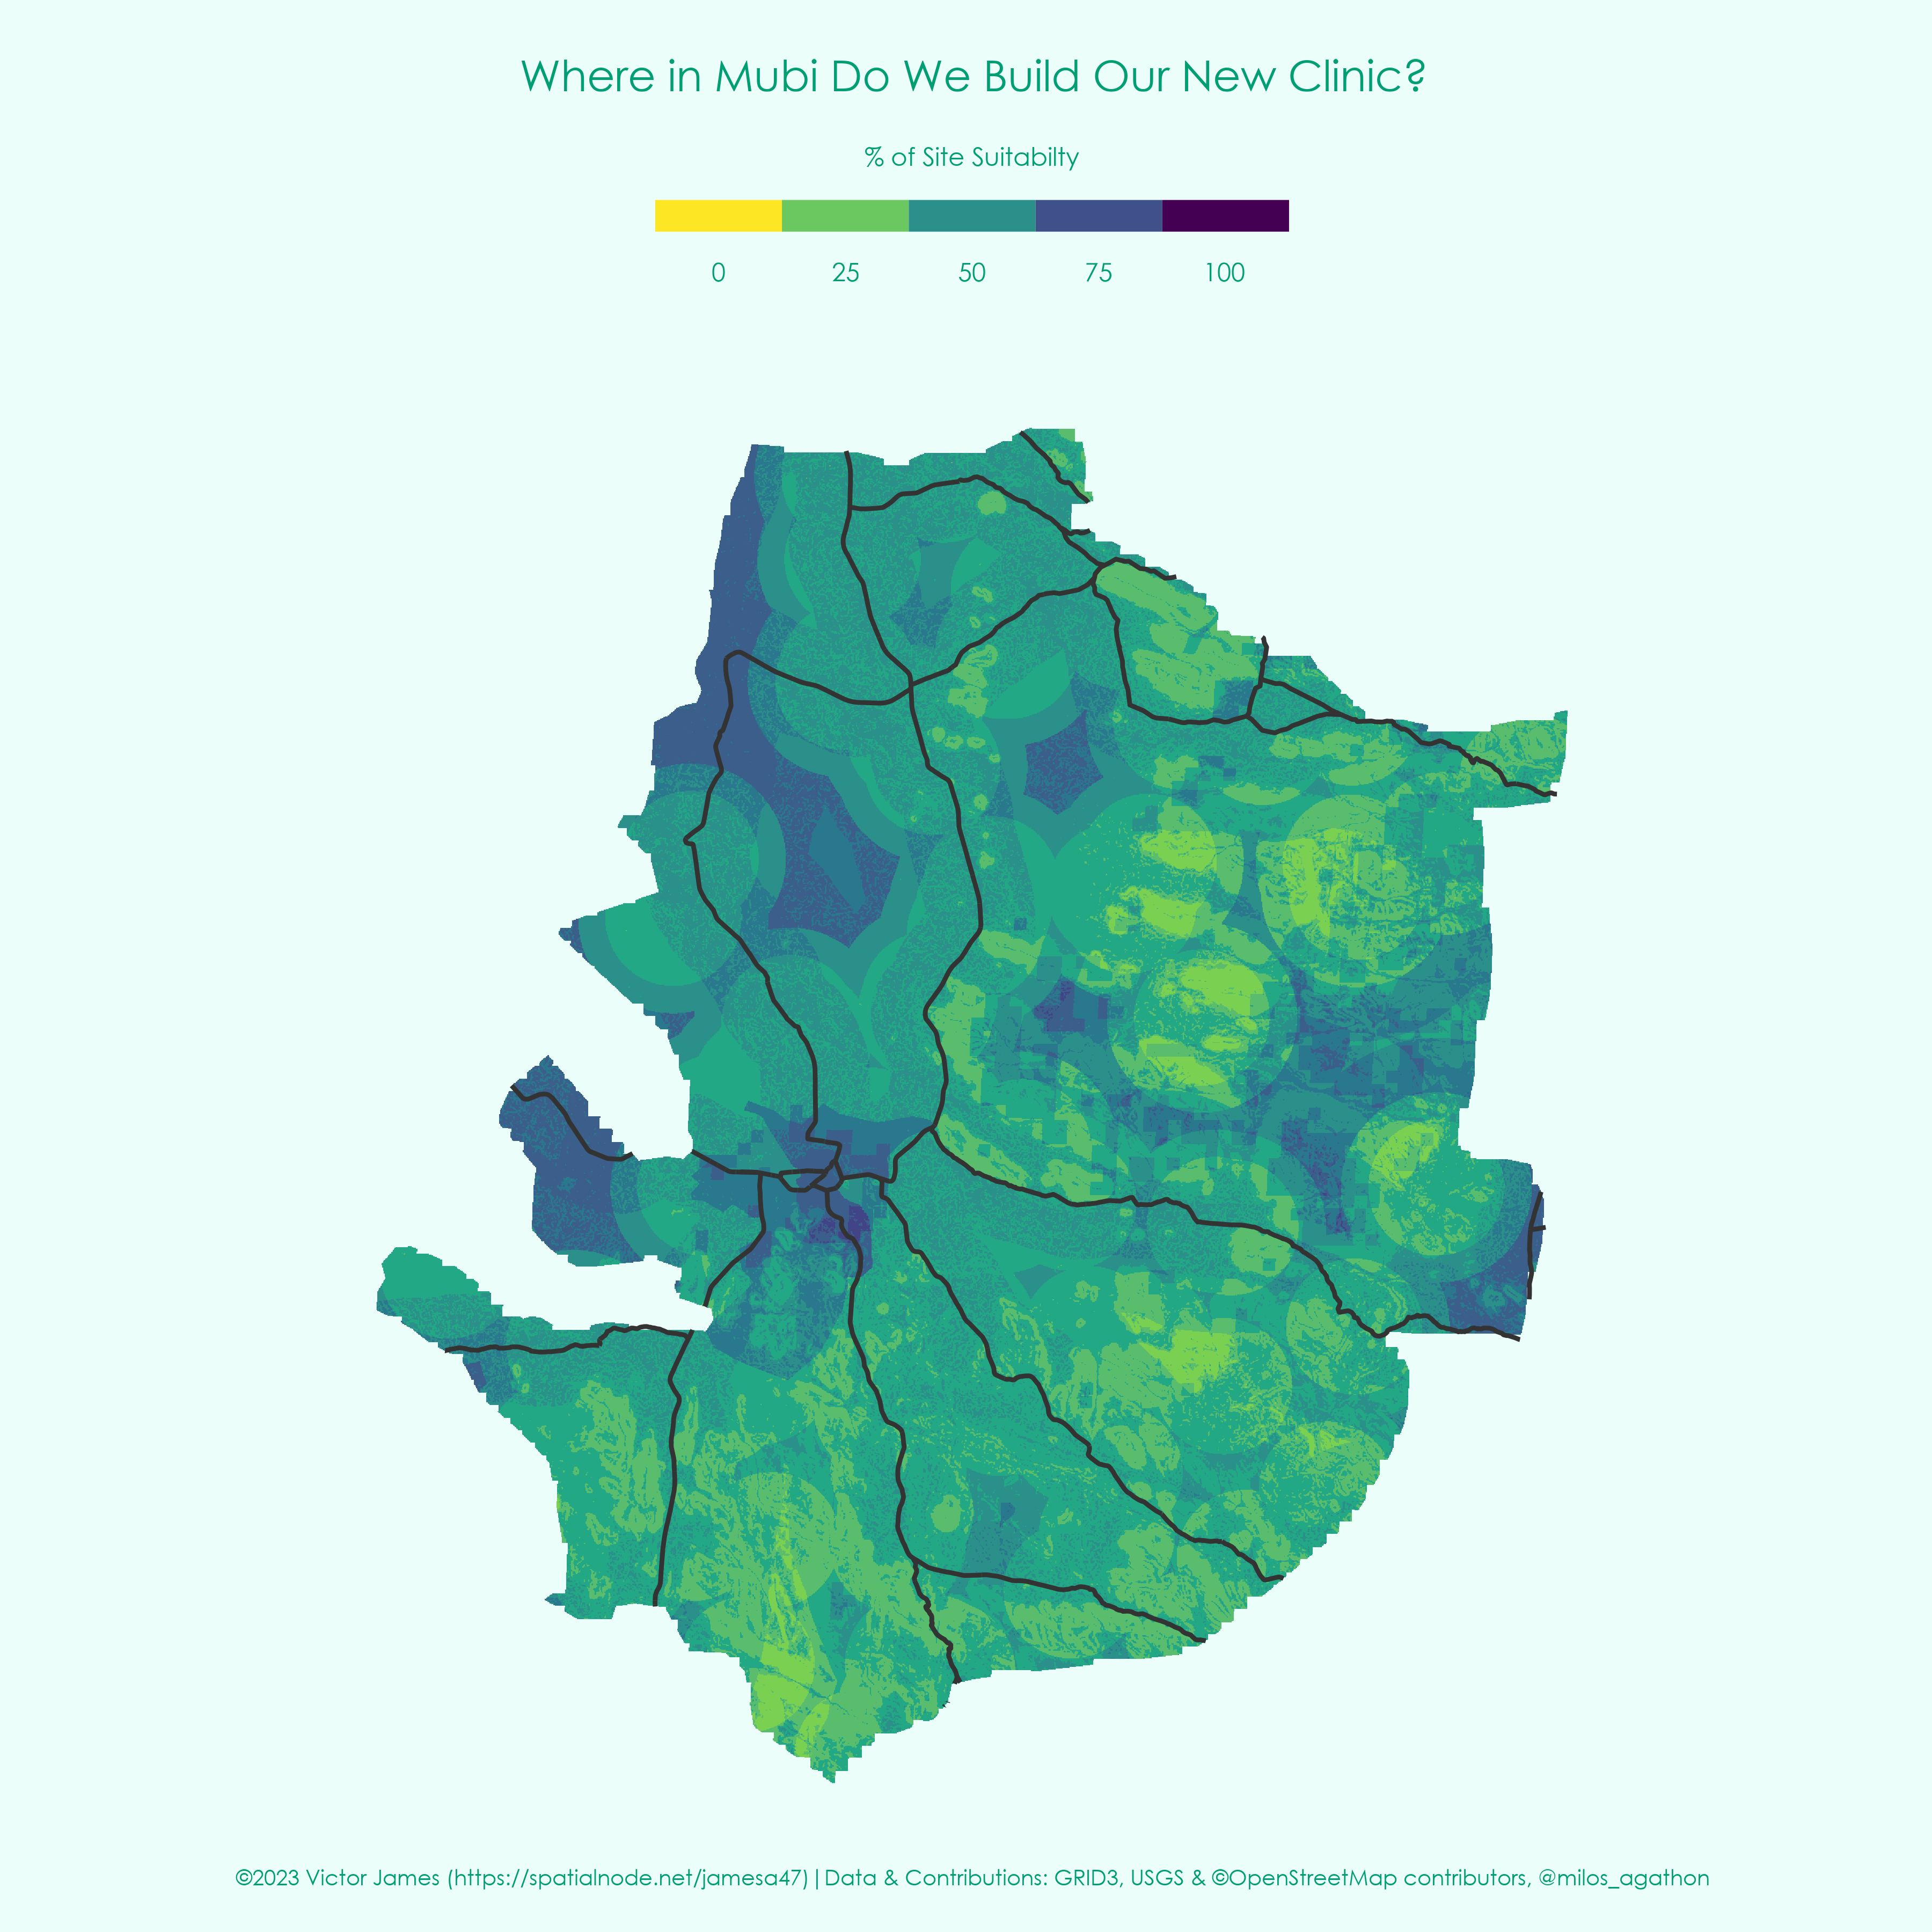 Where in Mubi Do We Build Our New Clinic?
% of Site Suitabilty
0 25 50 75 100
©2023 Victor James (https://spatialnode.net/jamesa47)|Data & Contributions: GRID3, USGS & ©OpenStreetMap contributors, @milos_agathon